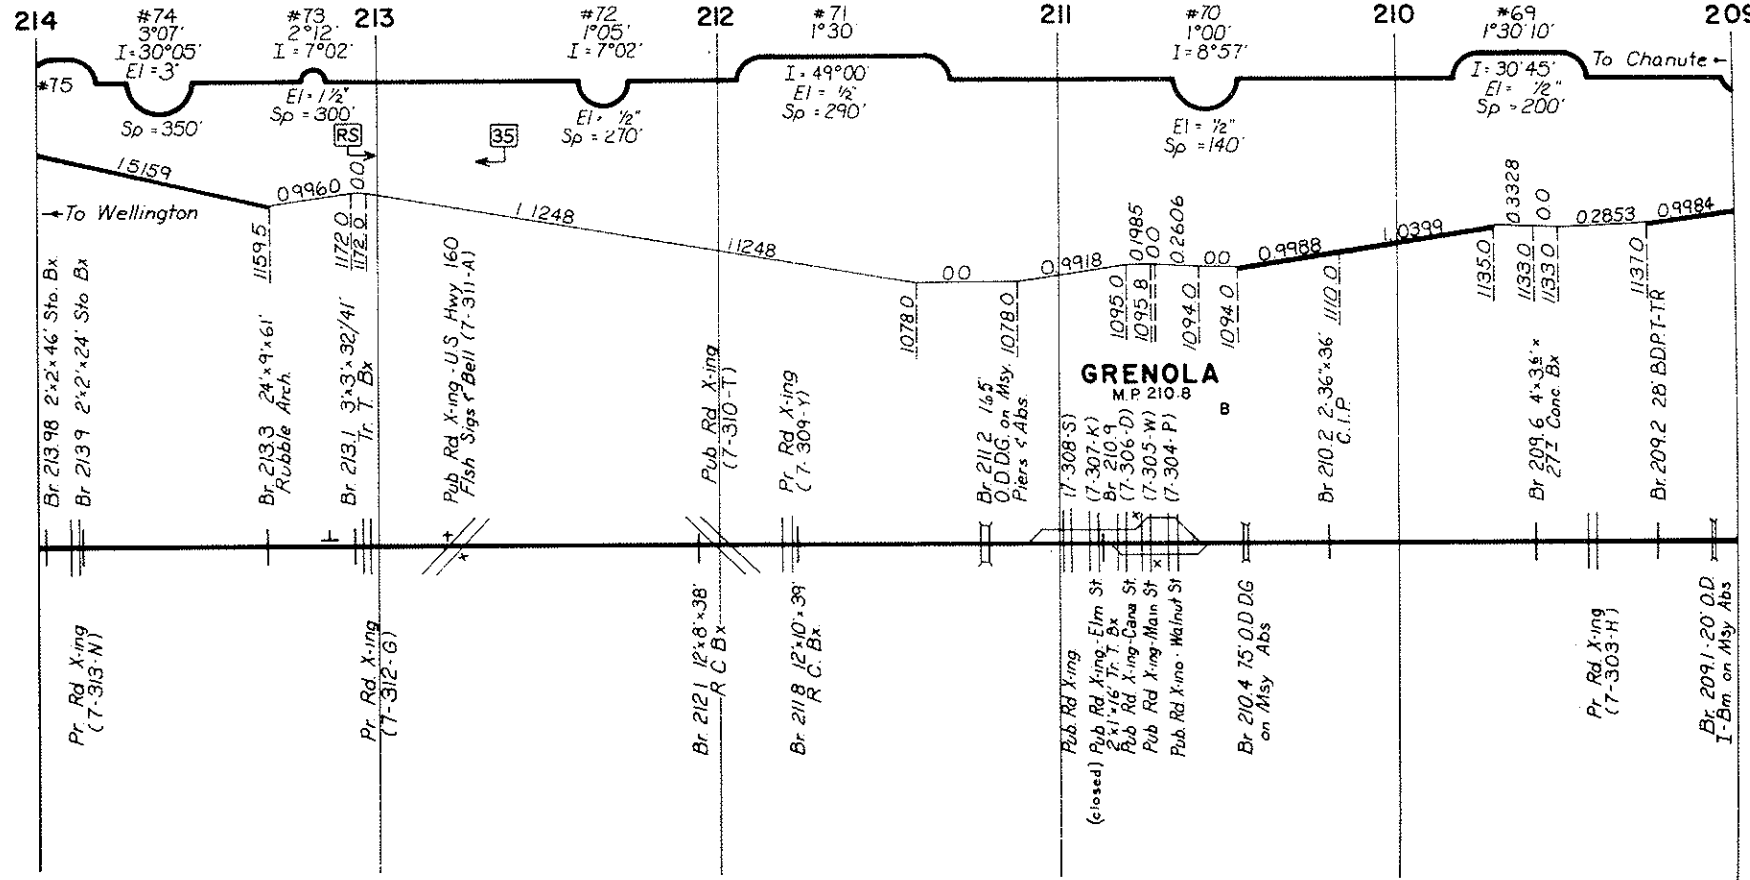 214
#74
3°07'
I=30°05'
El=3"
Sp=350'
#75
#73
2°12'
I=7°02'
El=1½"
Sp=300'
213
#72
1°05'
I=7°02'
El=½"
Sp=270'
212
#71
1°30'
I=49°00'
El=½"
Sp=290'
211
#70
1°00'
I=8°57'
El=½"
Sp=140'
210
#69
1°30'10"
I=30°45'
El=½"
Sp=200'
209
To Chanute ←
RS
35
1.5159
0.9960
0.0
1.1248
1.1248
0.0
0.9918
0.1985
0.0
0.2606
0.0
0.9988
1.0399
0.3328
0.0
0.2853
0.9984
← To Wellington
1159.5
1172.0
1172.0
1078.0
1078.0
1095.0
1095.8
1094.0
1094.0
1110.0
1135.0
1133.0
1133.0
1137.0
Br. 213.98 2'x2'x46' Sto. Bx
Br 213.9 2'x2'x24' Sto Bx
Br. 213.3 24'x9'x61'
Rubble Arch.
Br. 213.1 3'x3'x32'/41'
Tr. T. Bx
Pub Rd X-ing-U.S. Hwy 160
Flsh Sigs & Bell (7-311-A)
Pub Rd X-ing
(7-310-T)
Pr. Rd X-ing
(7-309-Y)
Br. 211.2 165'
O.D.D.G. on Msy.
Piers & Abs.
GRENOLA
M.P. 210.8
B
(7-308-S)
(7-307-K)
Br 210.9
(7-306-D)
(7-305-W)
(7-304-P)
Br 210.2 2-36"x36'
C.I.P.
Br 209.6 4'x3.6'x
27' Conc. Bx
Br. 209.2 28' BDPT-TR
Pr Rd X-ing
(7-313-N)
Pr. Rd X-ing
(7-312-G)
Br. 212.1 12'x8'x38'
R C Bx
Br. 211.8 12'x10'x39'
R C. Bx.
Pub. Rd X-ing
(closed) Pub Rd. X-ing-Elm St.
2'x1'x16' Tr. T. Bx
Pub Rd. X-ing-Cana St.
Pub Rd X-ing-Main St
Pub. Rd. X-ing-Walnut St
Br 210.4 75' O.D.D.G
on Msy Abs
Pr Rd X-ing
(7-303-H)
Br. 209.1-20' O.D.
I-Bm. on Msy Abs